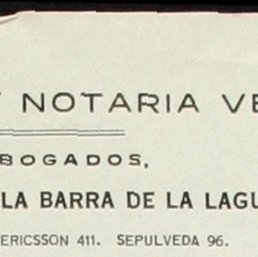 Y NOTARIA VE
BOGADOS,
LA BARRA DE LA LAGU
ERICSSON 411. SEPULVEDA 96.